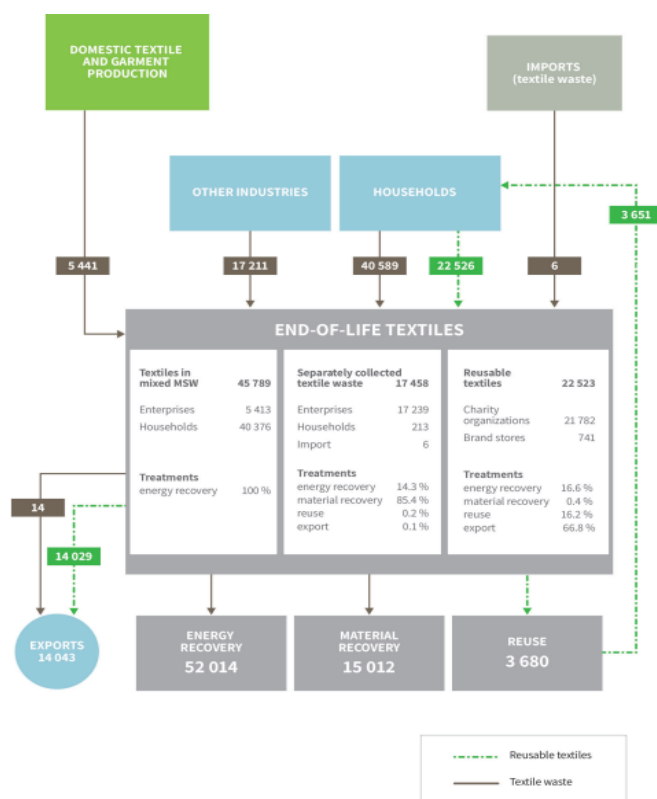 DOMESTIC TEXTILE
AND GARMENT
PRODUCTION
IMPORTS
(textile waste)
OTHER INDUSTRIES
HOUSEHOLDS
3 651
5 441
17 211
40 589
22 526
6
END-OF-LIFE TEXTILES
Textiles in
mixed MSW 45 789
Enterprises 5 413
Households 40 376
Treatments
energy recovery 100 %
Separately collected
textile waste 17 458
Enterprises 17 239
Households 213
Import 6
Treatments
energy recovery 14.3 %
material recovery 85.4 %
reuse 0.2 %
export 0.1 %
Reusable
textiles 22 523
Charity
organizations 21 782
Brand stores 741
Treatments
energy recovery 16.6 %
material recovery 0.4 %
reuse 16.2 %
export 66.8 %
14
14 029
EXPORTS
14 043
ENERGY
RECOVERY
52 014
MATERIAL
RECOVERY
15 012
REUSE
3 680
Reusable textiles
Textile waste